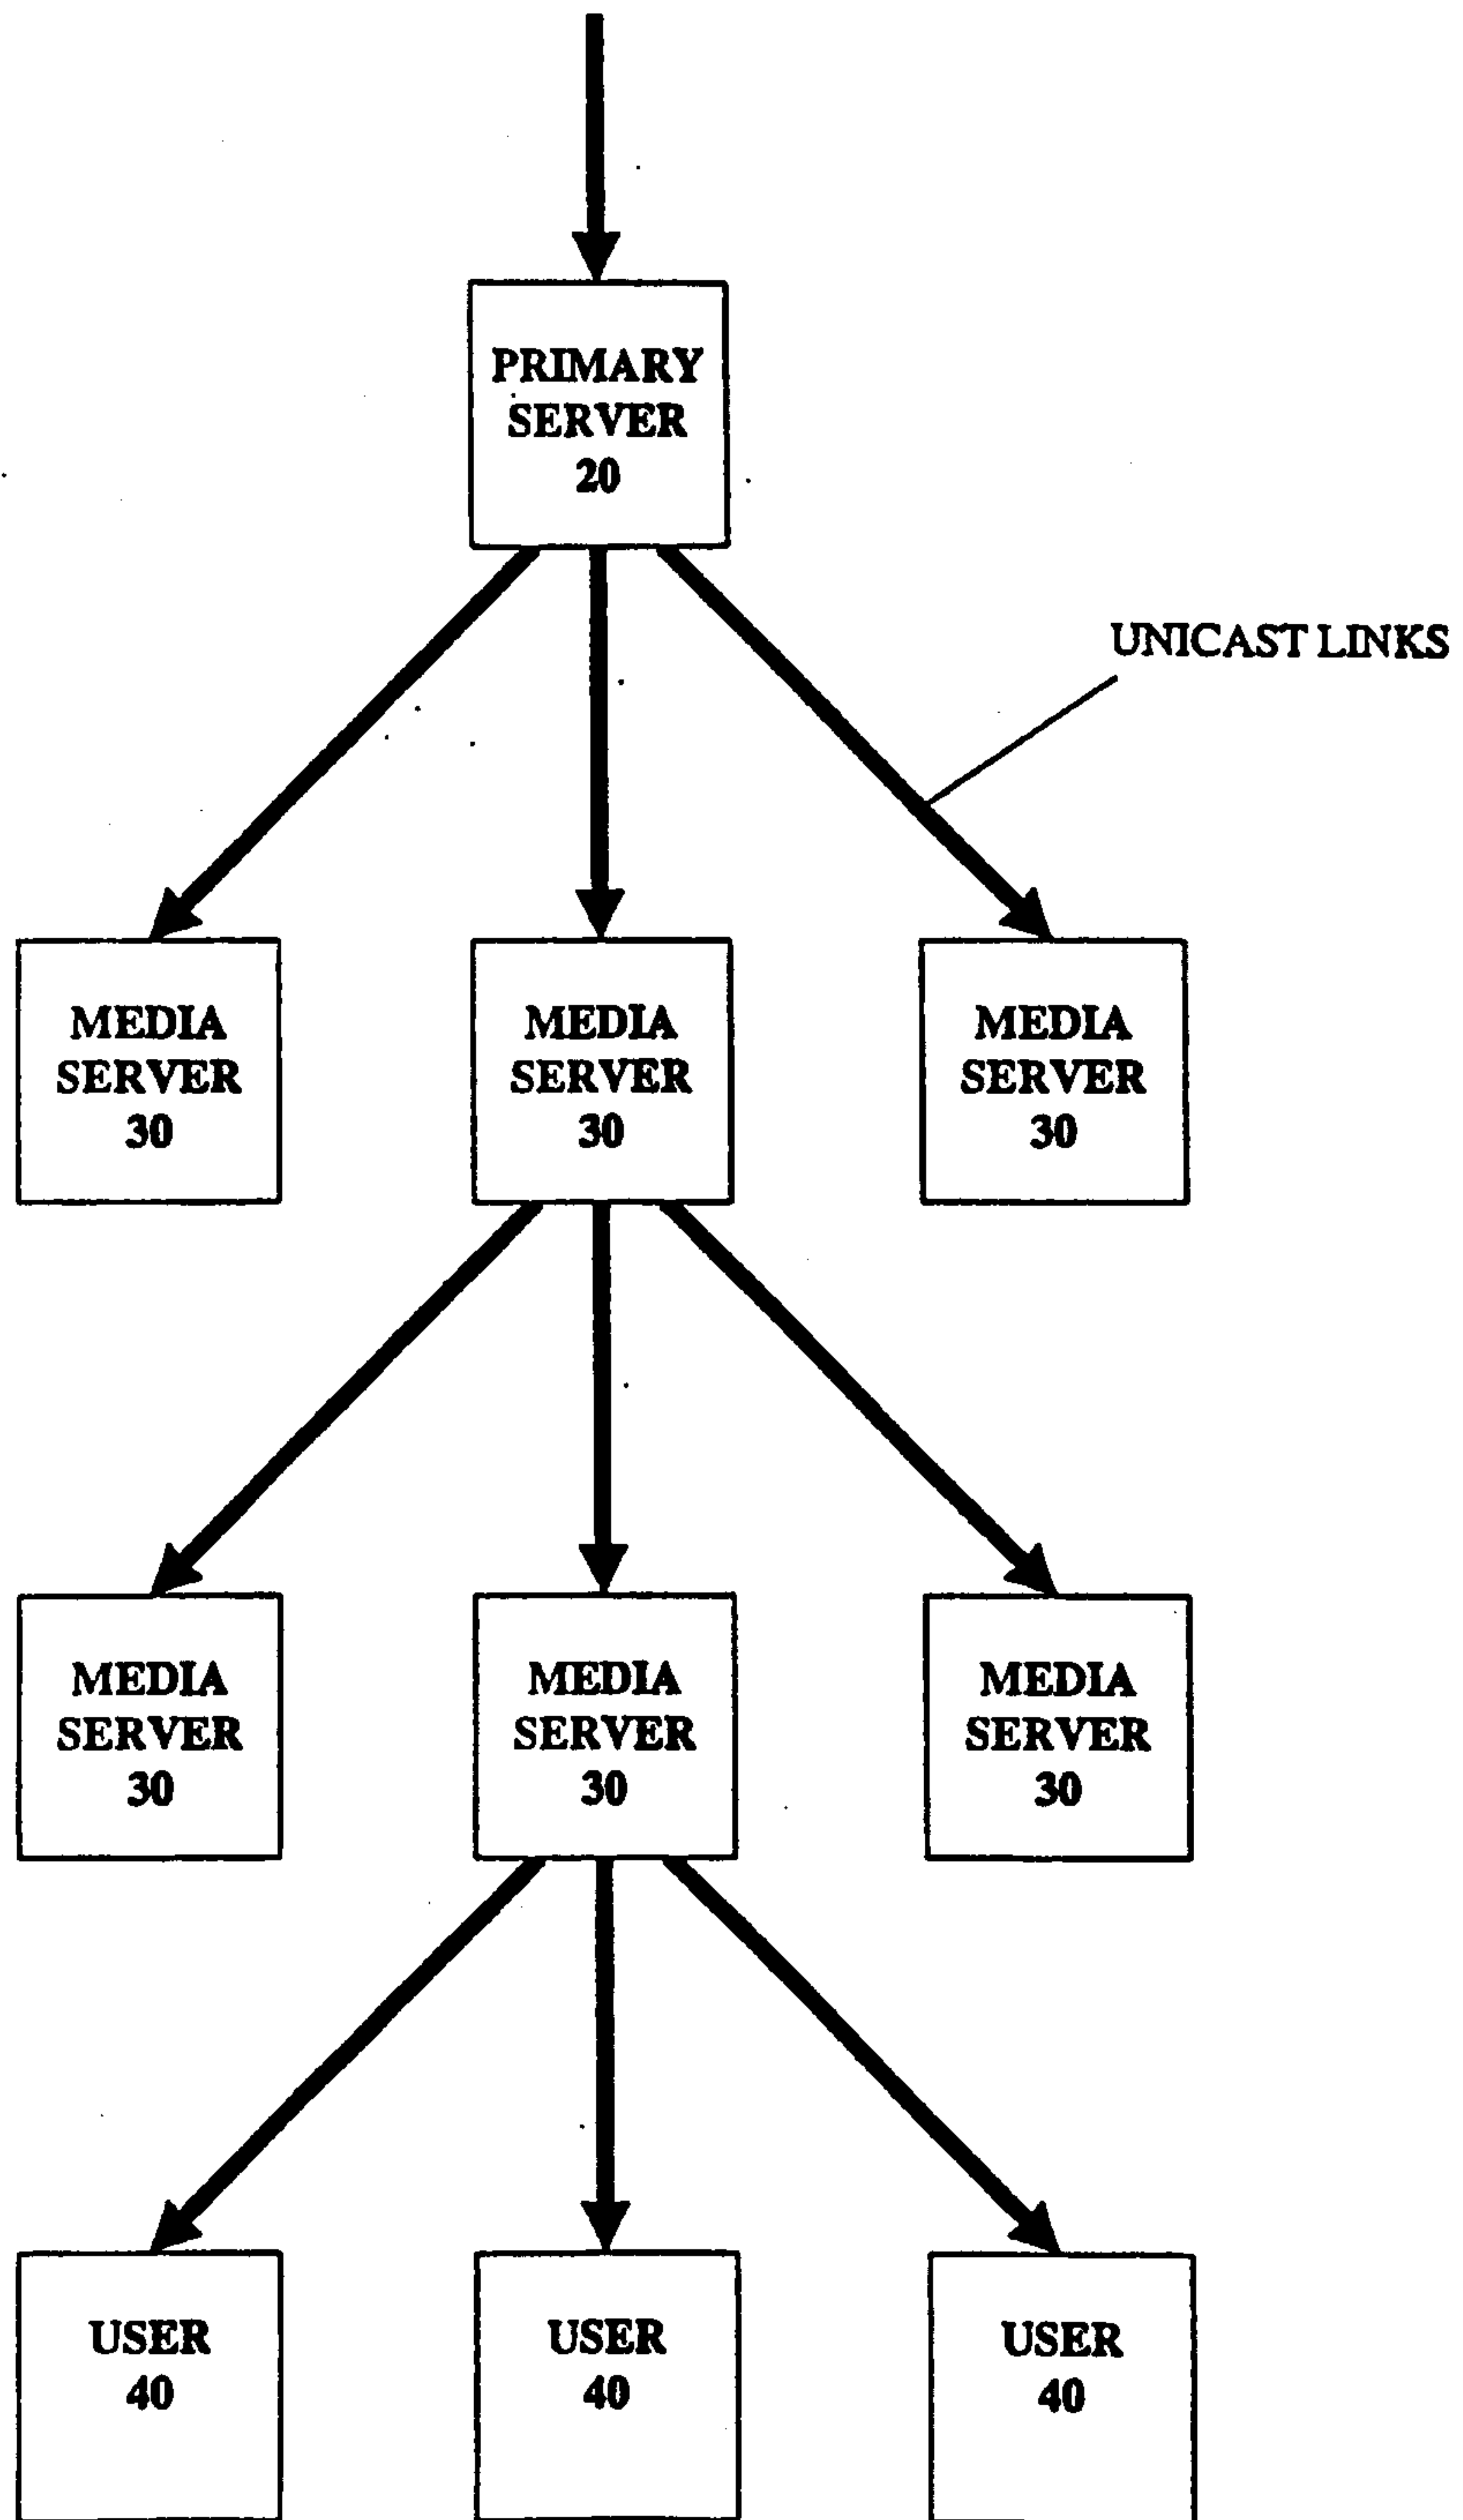 PRIMARY
SERVER
20
UNICAST LINKS
MEDIA
SERVER
30
MEDIA
SERVER
30
MEDIA
SERVER
30
MEDIA
SERVER
30
MEDIA
SERVER
30
MEDIA
SERVER
30
USER
40
USER
40
USER
40